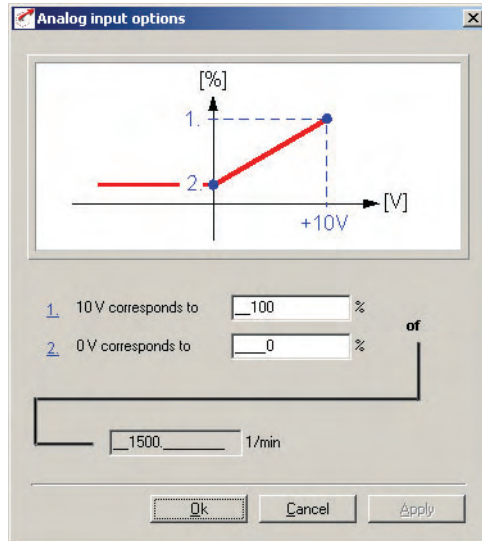 Analog input options
[%]
1.
2.
[V]
+10V
1. 10 V corresponds to __100 %
of
2. 0 V corresponds to ____0 %
__1500.________ 1/min
Ok Cancel Apply